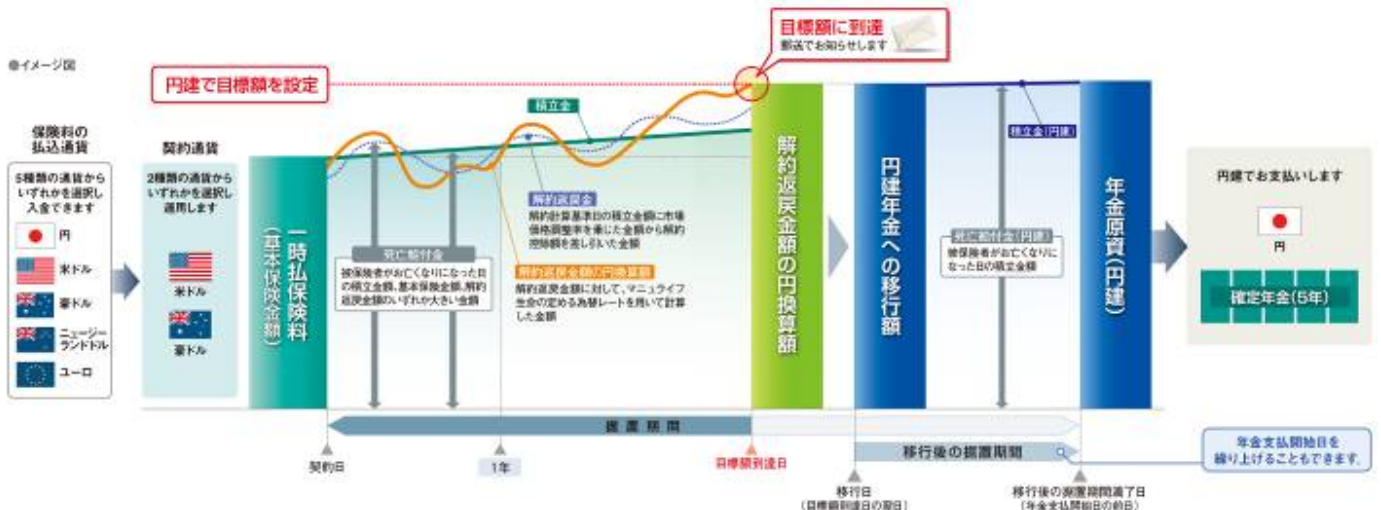 ●イメージ図
円建で目標額を設定
目標額に到達
郵送でお知らせします
保険料の
払込通貨
5種類の通貨から
いずれかを選択し
入金できます
円
米ドル
豪ドル
ニュージー
ランドドル
ユーロ
契約通貨
2種類の通貨から
いずれかを選択し
運用します
米ドル
豪ドル
一時払保険料
(基本保険金額)
積立金
解約返戻金
解約計算基準日の積立金額に市場
価格調整率を乗じた金額から解約
控除額を差し引いた金額
死亡給付金
被保険者がお亡くなりになった日
の積立金額、基本保険金額、解約
返戻金額のいずれか大きい金額
解約返戻金額の円換算額
解約返戻金額に対して、マニュライフ
生命の定める為替レートを用いて計算
した金額
解約返戻金額の円換算額
円建年金への移行額
積立金(円建)
死亡給付金(円建)
被保険者がお亡くなりに
なった日の積立金額
年金原資(円建)
円建でお支払いします
円
確定年金(5年)
据置期間
契約日
1年
目標額到達日
移行後の据置期間
年金支払開始日を
繰り上げることもできます。
移行日
(目標額到達日の翌日)
移行後の据置期間満了日
(年金支払開始日の前日)